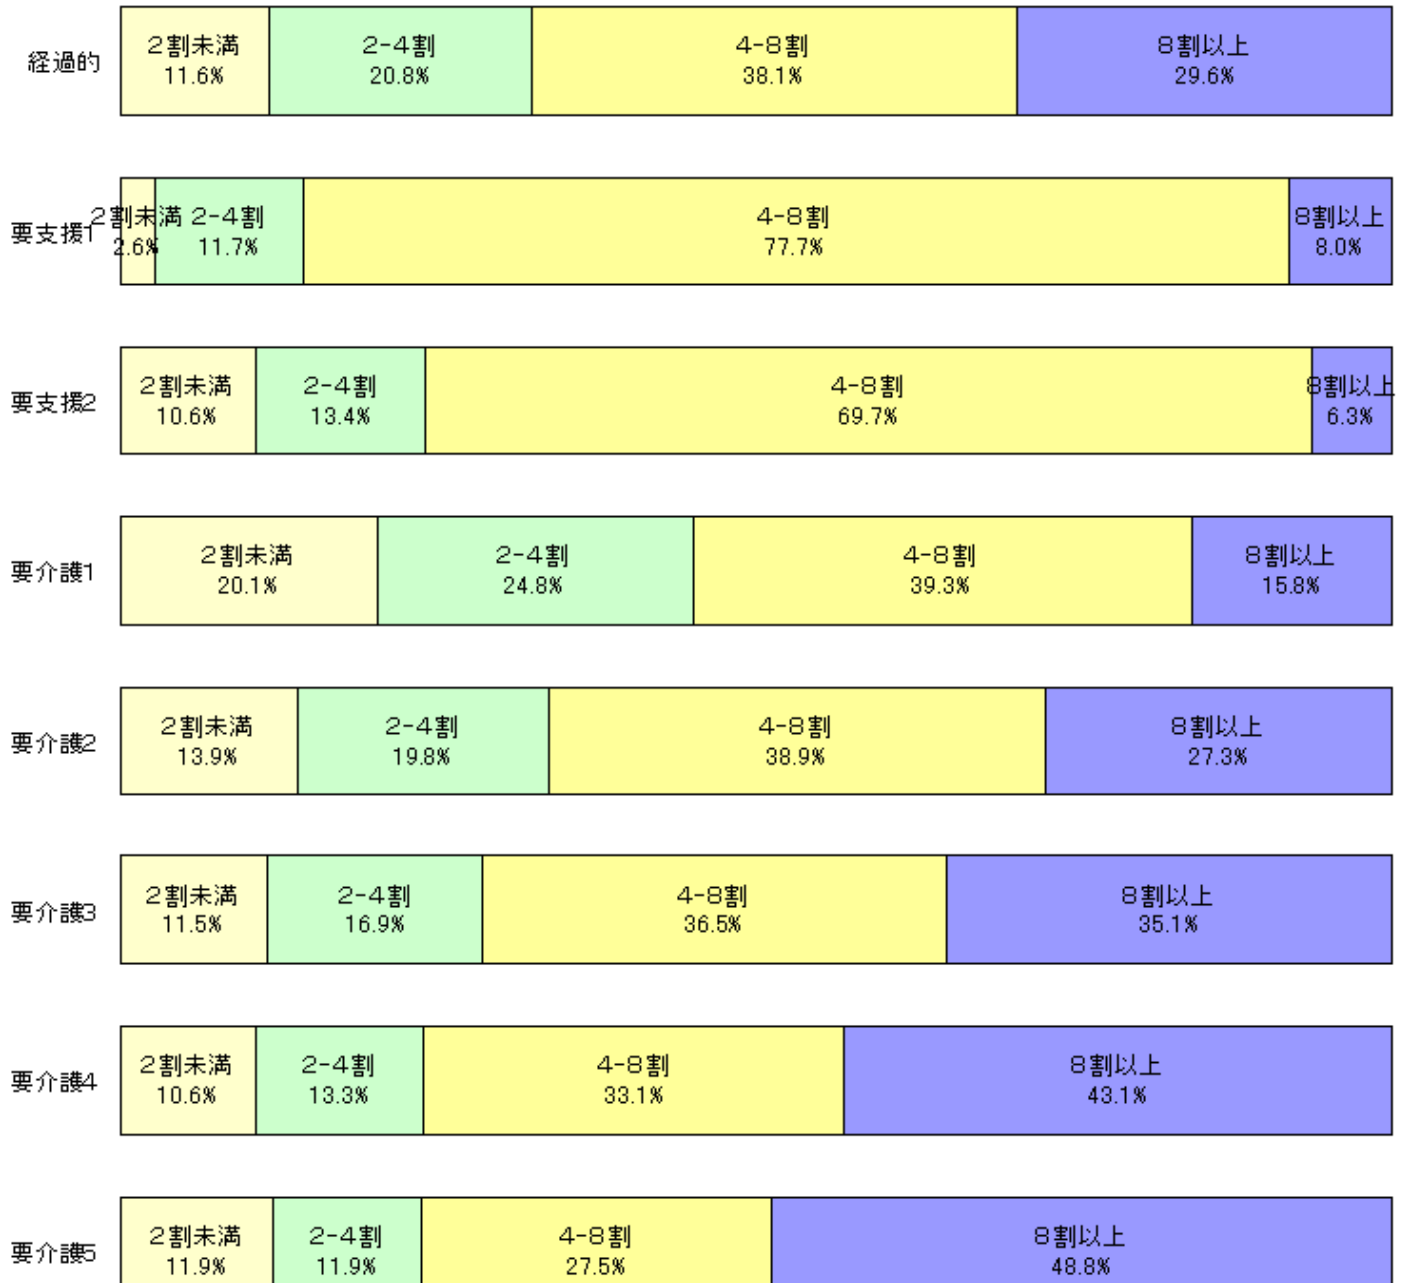 経過的
2割未満 2-4割 4-8割 8割以上
11.6% 20.8% 38.1% 29.6%
要支援1
2割未満 2-4割 4-8割 8割以上
2.6% 11.7% 77.7% 8.0%
要支援2
2割未満 2-4割 4-8割 8割以上
10.6% 13.4% 69.7% 6.3%
要介護1
2割未満 2-4割 4-8割 8割以上
20.1% 24.8% 39.3% 15.8%
要介護2
2割未満 2-4割 4-8割 8割以上
13.9% 19.8% 38.9% 27.3%
要介護3
2割未満 2-4割 4-8割 8割以上
11.5% 16.9% 36.5% 35.1%
要介護4
2割未満 2-4割 4-8割 8割以上
10.6% 13.3% 33.1% 43.1%
要介護5
2割未満 2-4割 4-8割 8割以上
11.9% 11.9% 27.5% 48.8%